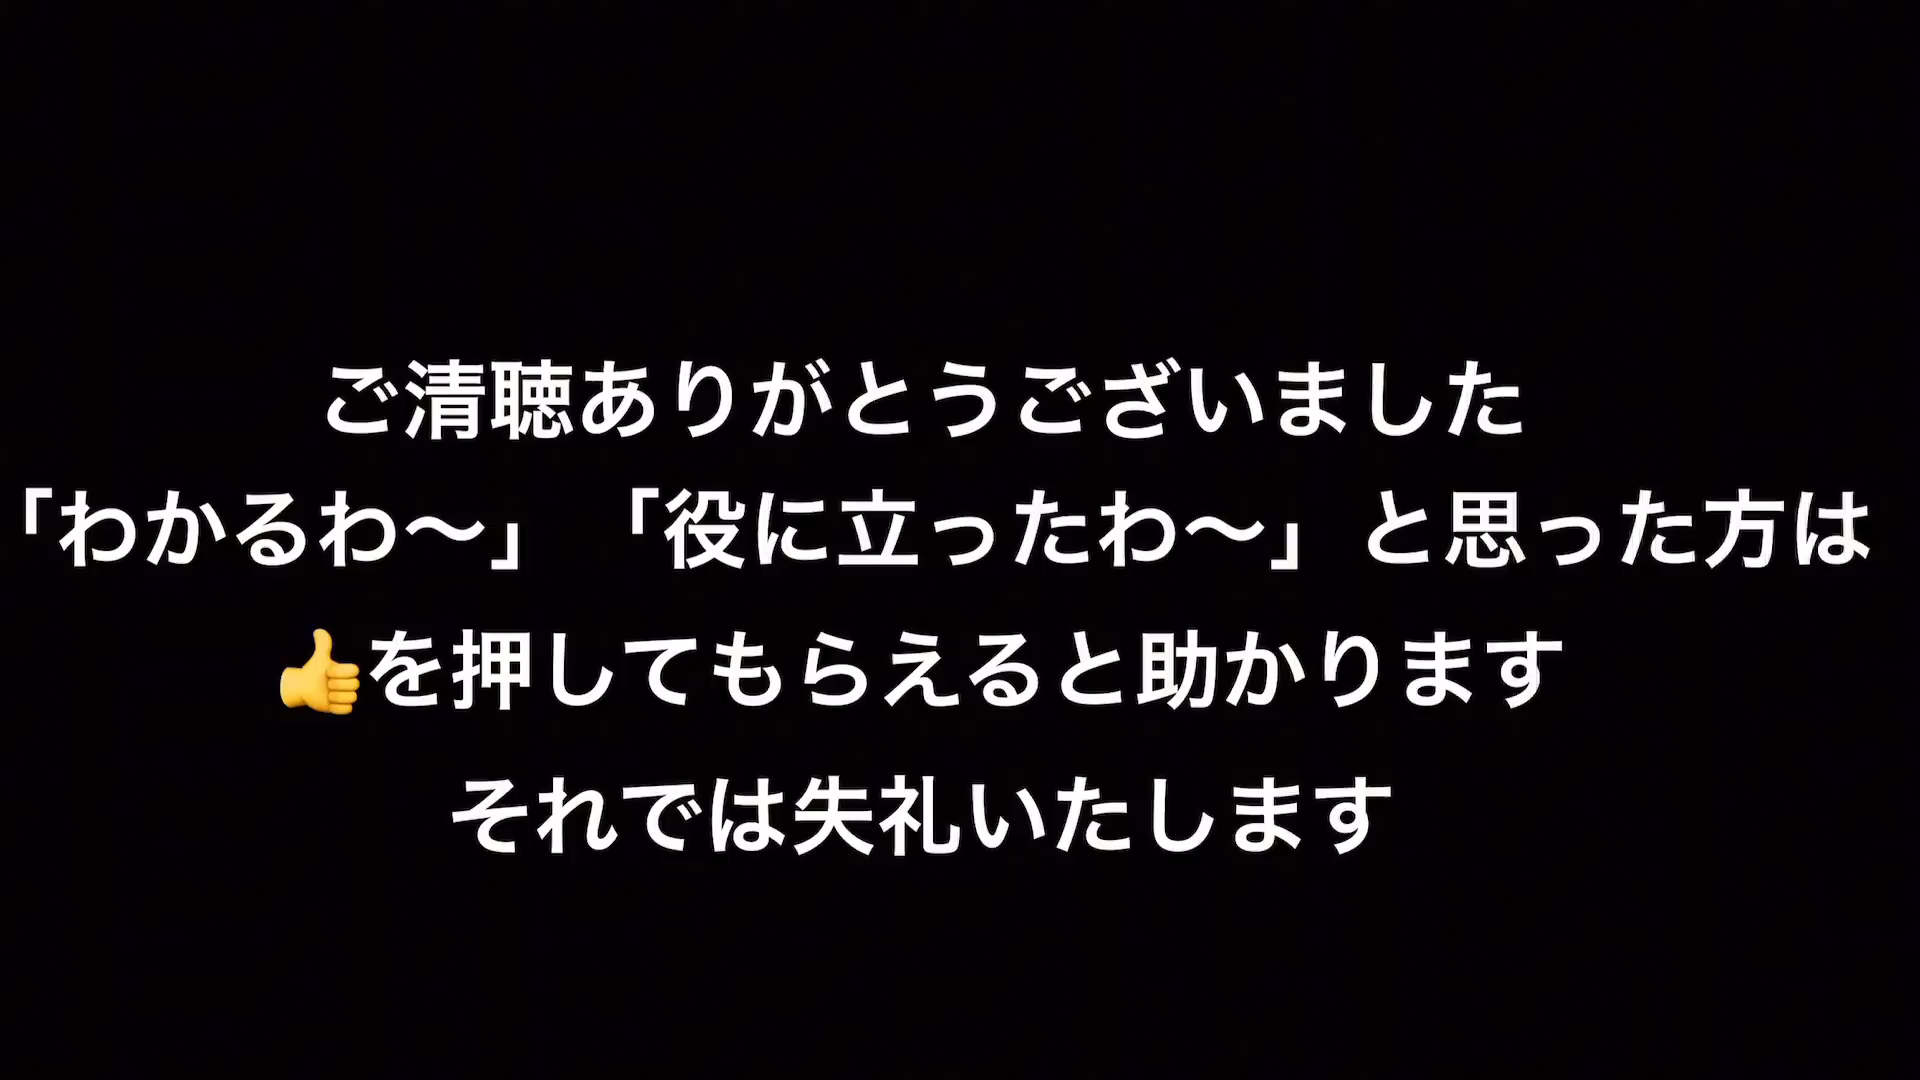 ご清聴ありがとうございました
「わかるわ〜」「役に立ったわ〜」と思った方は
👍を押してもらえると助かります
それでは失礼いたします